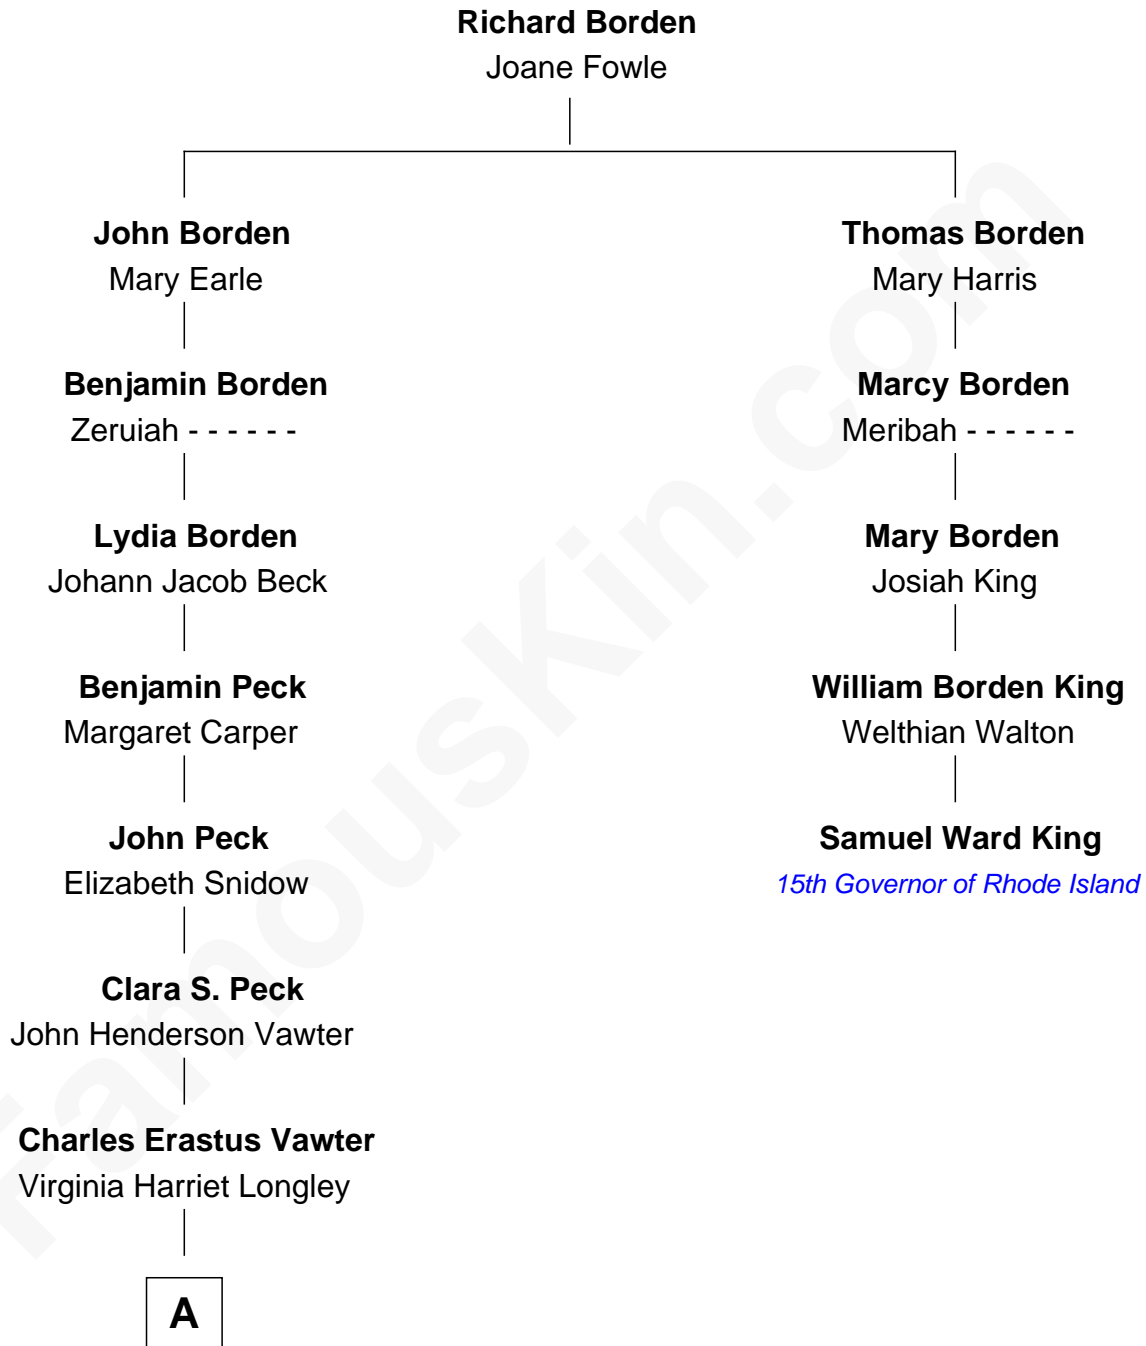 Richard Borden
Joane Fowle
John Borden
Mary Earle
Thomas Borden
Mary Harris
Benjamin Borden
Zeruiah - - - - - -
Marcy Borden
Meribah - - - - - -
Lydia Borden
Johann Jacob Beck
Mary Borden
Josiah King
Benjamin Peck
Margaret Carper
William Borden King
Welthian Walton
John Peck
Elizabeth Snidow
Samuel Ward King
15th Governor of Rhode Island
Clara S. Peck
John Henderson Vawter
Charles Erastus Vawter
Virginia Harriet Longley
A
FamousKin.com